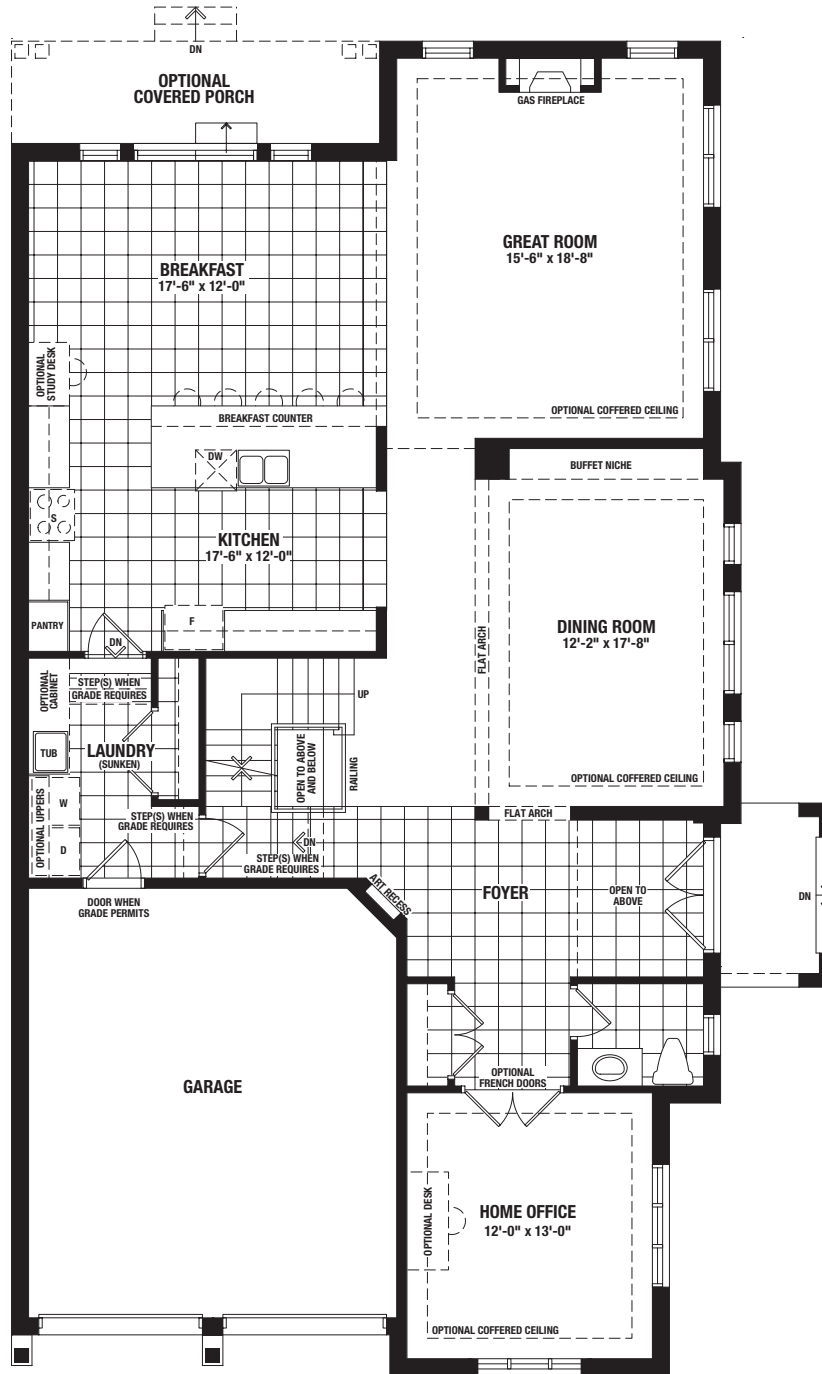 DN
OPTIONAL
COVERED PORCH
GAS FIREPLACE
GREAT ROOM
15'-6" x 18'-8"
BREAKFAST
17'-6" x 12'-0"
OPTIONAL
STUDY DESK
OPTIONAL COFFERED CEILING
BREAKFAST COUNTER
DW
BUFFET NICHE
S
KITCHEN
17'-6" x 12'-0"
F
PANTRY
DN
FLAT ARCH
DINING ROOM
12'-2" x 17'-8"
OPTIONAL
CABINET
STEP(S) WHEN
GRADE REQUIRES
UP
TUB
LAUNDRY
(SUNKEN)
OPEN TO ABOVE
AND BELOW
RAILING
OPTIONAL COFFERED CEILING
OPTIONAL UPPERS
W
D
STEP(S) WHEN
GRADE REQUIRES
FLAT ARCH
DN
STEP(S) WHEN
GRADE REQUIRES
ART RECESS
FOYER
OPEN TO
ABOVE
DN
DOOR WHEN
GRADE PERMITS
OPTIONAL
FRENCH DOORS
GARAGE
OPTIONAL DESK
HOME OFFICE
12'-0" x 13'-0"
OPTIONAL COFFERED CEILING